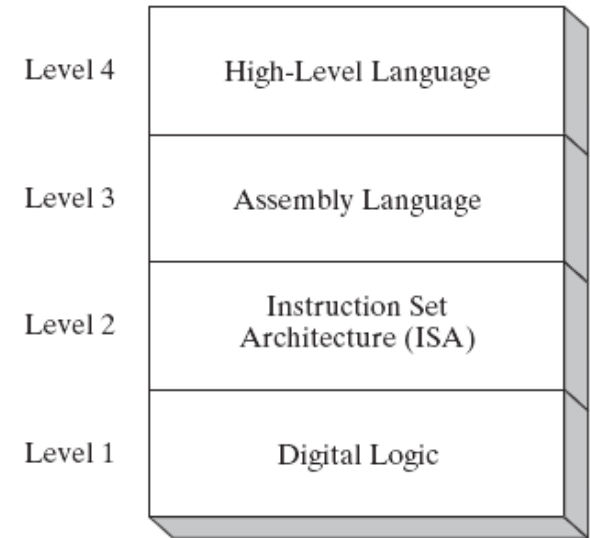 Level 4
High-Level Language
Level 3
Assembly Language
Level 2
Instruction Set
Architecture (ISA)
Level 1
Digital Logic